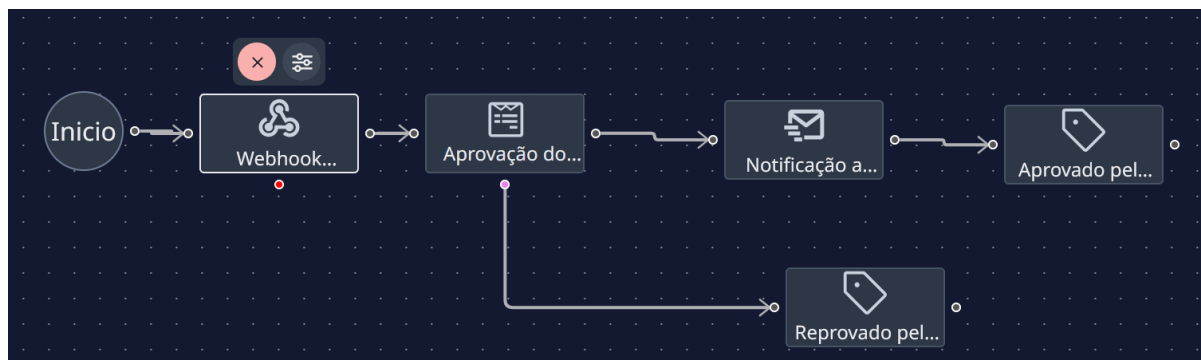 Inicio
Webhook...
Aprovação do...
Notificação a...
Aprovado pel...
Reprovado pel...